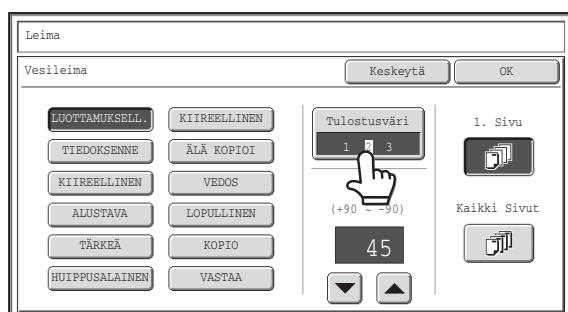 Leima
Vesileima
Keskeytä
OK
LUOTTAMUKSELL.
KIIREELLINEN
TIEDOKSENNE
ÄLÄ KOPIOI
KIIREELLINEN
VEDOS
ALUSTAVA
LOPULLINEN
TÄRKEÄ
KOPIO
HUIPPUSALAINEN
VASTAA
Tulostusväri
1 2 3
(+90 ~ -90)
45
1. Sivu
Kaikki Sivut